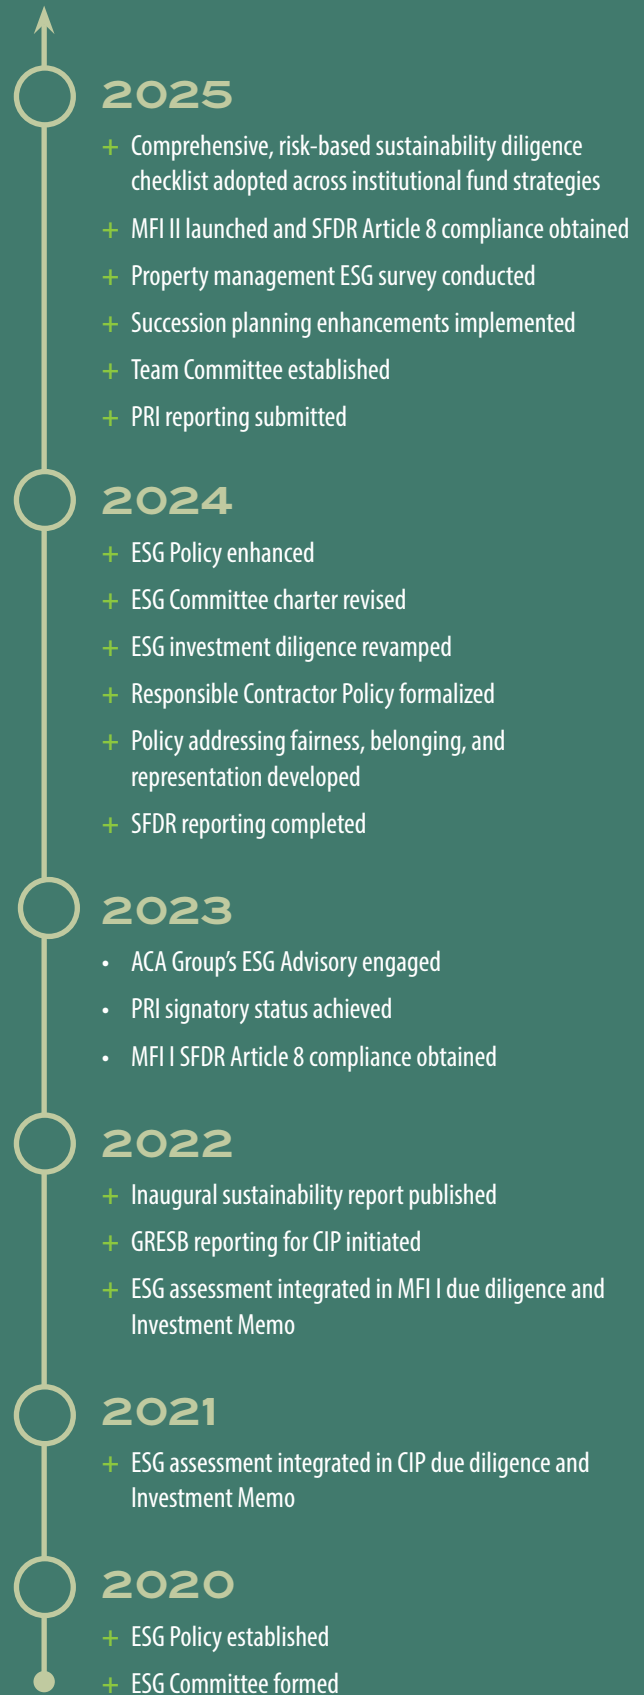 2025
+ Comprehensive, risk-based sustainability diligence
checklist adopted across institutional fund strategies
+ MFI II launched and SFDR Article 8 compliance obtained
+ Property management ESG survey conducted
+ Succession planning enhancements implemented
+ Team Committee established
+ PRI reporting submitted
2024
+ ESG Policy enhanced
+ ESG Committee charter revised
+ ESG investment diligence revamped
+ Responsible Contractor Policy formalized
+ Policy addressing fairness, belonging, and
representation developed
+ SFDR reporting completed
2023
• ACA Group’s ESG Advisory engaged
• PRI signatory status achieved
• MFI I SFDR Article 8 compliance obtained
2022
+ Inaugural sustainability report published
+ GRESB reporting for CIP initiated
+ ESG assessment integrated in MFI I due diligence and
Investment Memo
2021
+ ESG assessment integrated in CIP due diligence and
Investment Memo
2020
+ ESG Policy established
+ ESG Committee formed